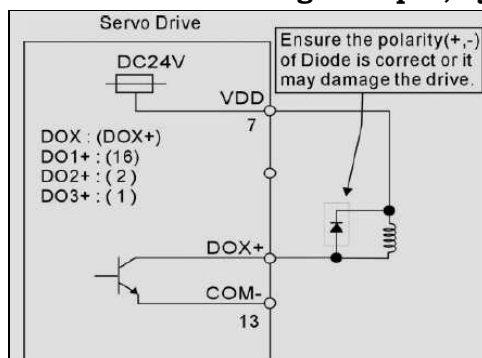 Servo Drive
Ensure the polarity(+,-)
of Diode is correct or it
may damage the drive.
DC24V
VDD
7
DOX : (DOX+)
DO1+ : (16)
DO2+ : ( 2 )
DO3+ : ( 1 )
DOX+
COM-
13